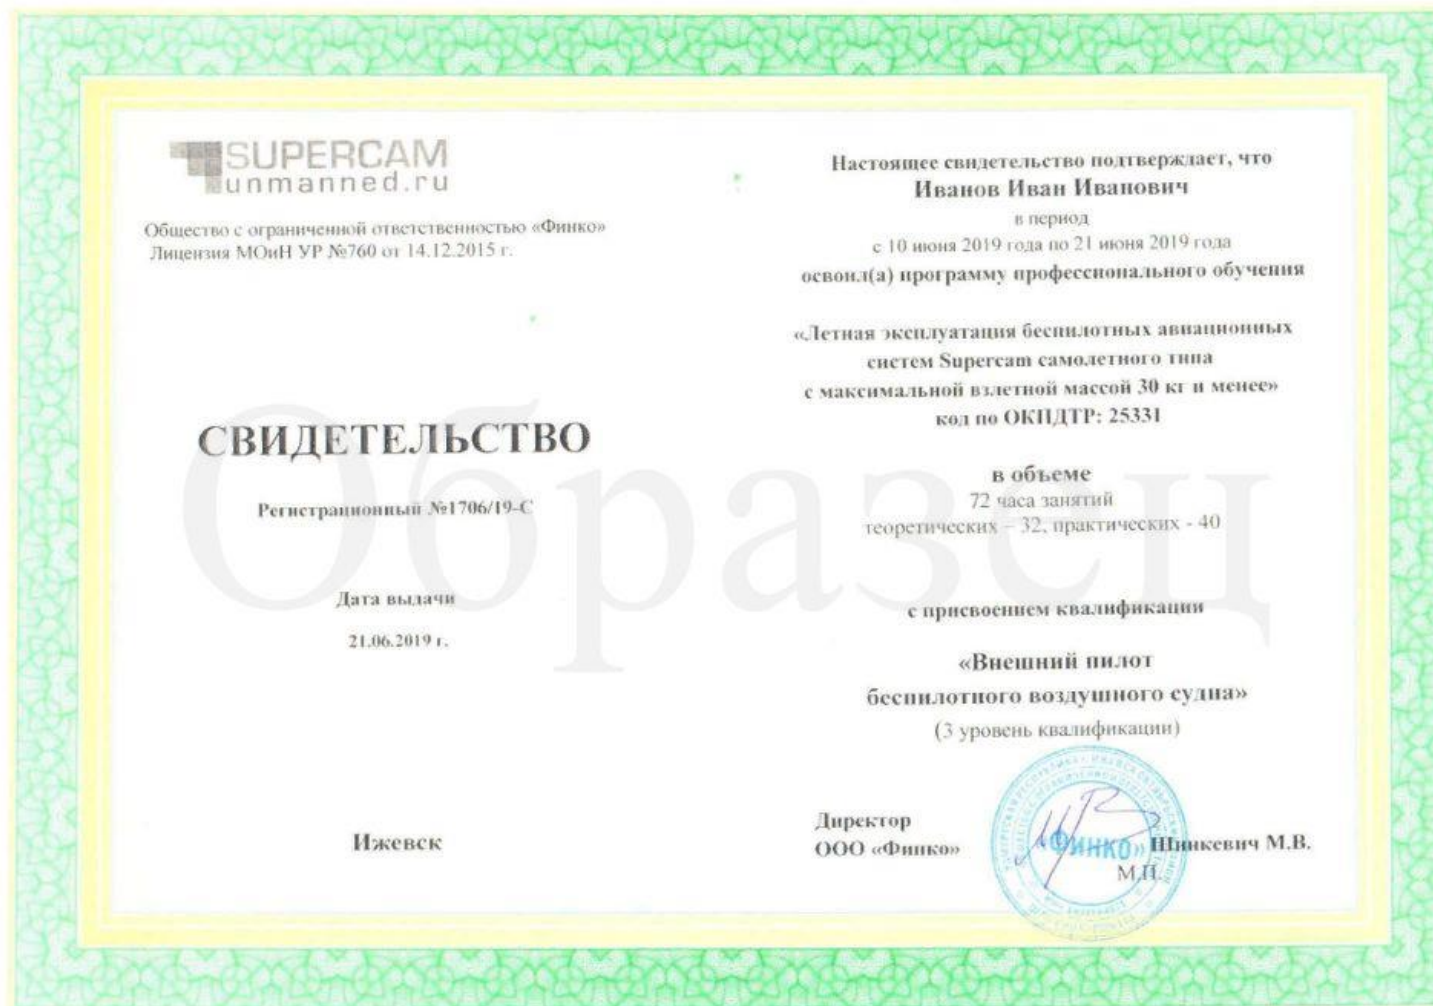 SUPERCAM
unmanned.ru
Общество с ограниченной ответственностью «Финко»
Лицензия МОиН УР №760 от 14.12.2015 г.
СВИДЕТЕЛЬСТВО
Регистрационный №1706/19-С
Дата выдачи
21.06.2019 г.
Ижевск
Настоящее свидетельство подтверждает, что
Иванов Иван Иванович
в период
с 10 июня 2019 года по 21 июня 2019 года
освоил(а) программу профессионального обучения
«Летная эксплуатация беспилотных авиационных
систем Supercam самолетного типа
с максимальной взлетной массой 30 кг и менее»
код по ОКПДТР: 25331
в объеме
72 часа занятий
теоретических – 32, практических - 40
с присвоением квалификации
«Внешний пилот
беспилотного воздушного судна»
(3 уровень квалификации)
Директор
ООО «Финко»
«ФИНКО»
Шинкевич М.В.
М.П.
Образец